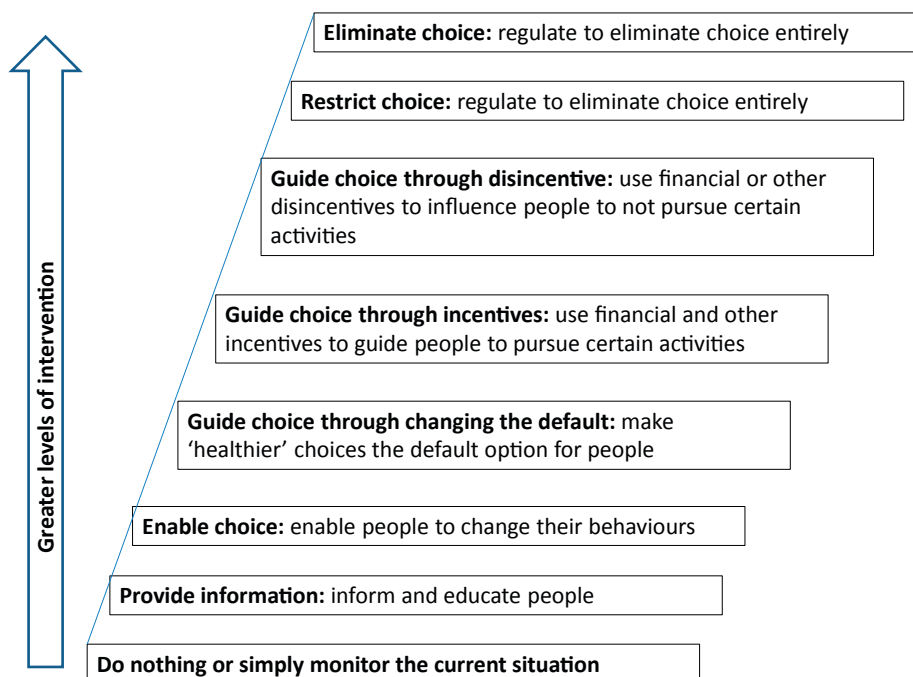 Eliminate choice: regulate to eliminate choice entirely
Restrict choice: regulate to eliminate choice entirely
Guide choice through disincentive: use financial or other
disincentives to influence people to not pursue certain
activities
Guide choice through incentives: use financial and other
incentives to guide people to pursue certain activities
Guide choice through changing the default: make
‘healthier’ choices the default option for people
Enable choice: enable people to change their behaviours
Provide information: inform and educate people
Do nothing or simply monitor the current situation
Greater levels of intervention